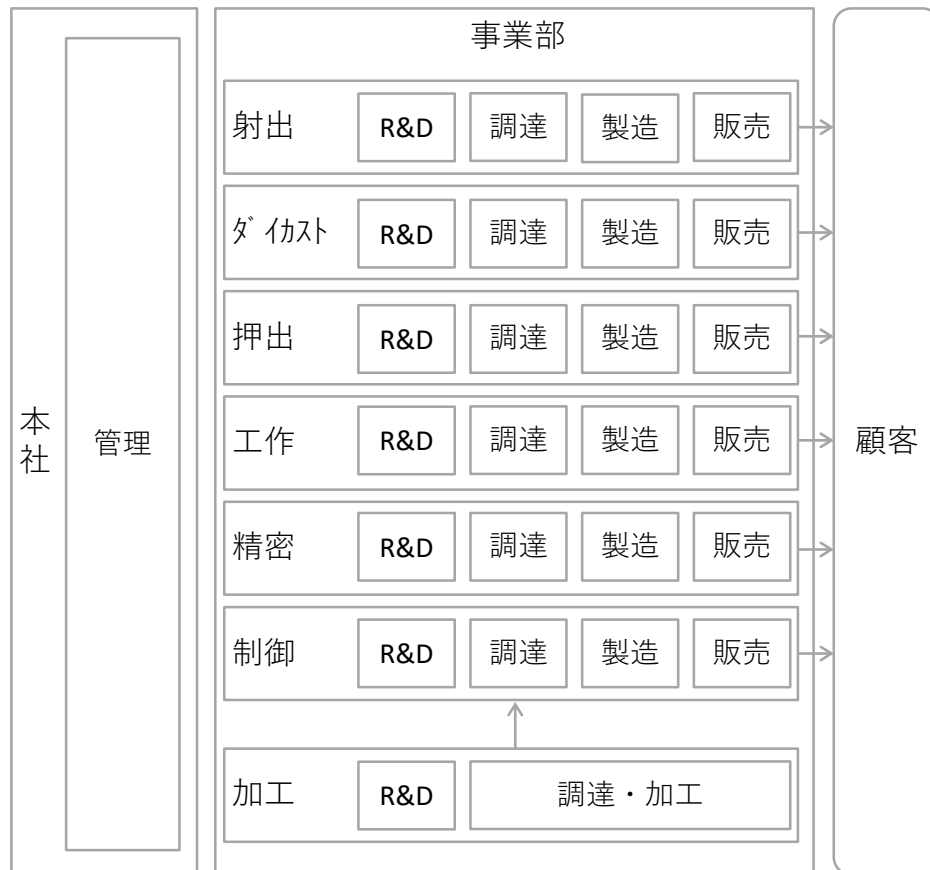 事業部
本社
管理
射出
R&D
調達
製造
販売
ﾀﾞｲｶｽﾄ
R&D
調達
製造
販売
押出
R&D
調達
製造
販売
工作
R&D
調達
製造
販売
精密
R&D
調達
製造
販売
制御
R&D
調達
製造
販売
加工
R&D
調達・加工
顧客